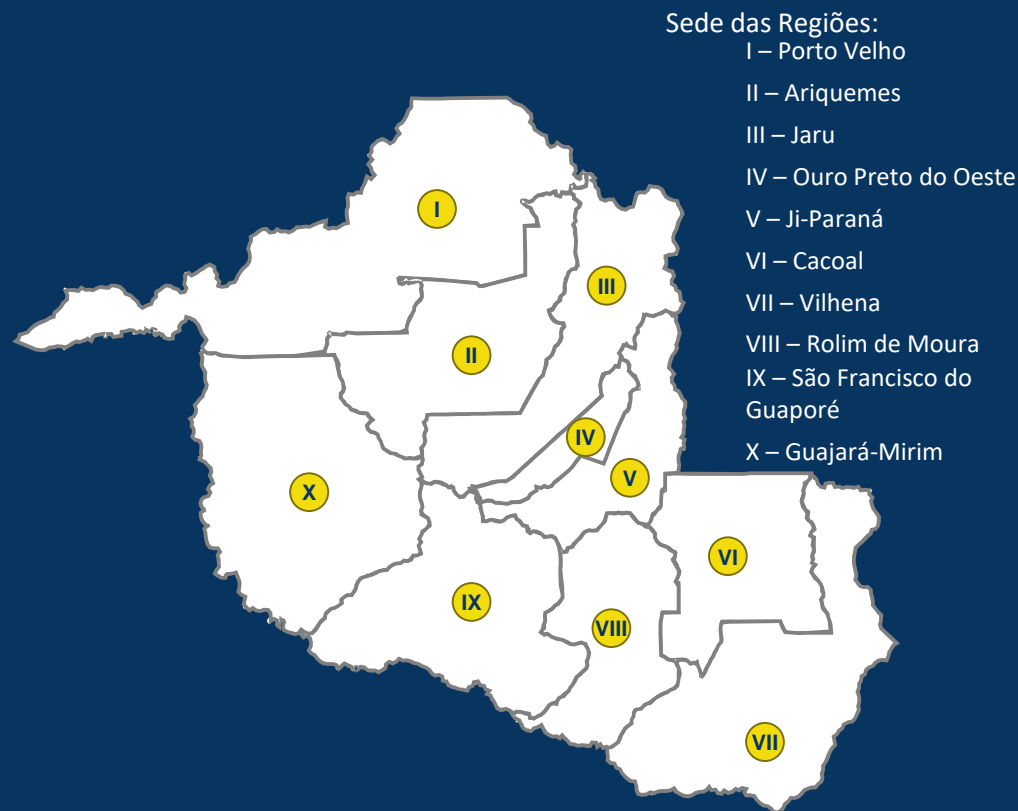 Sede das Regiões:
I – Porto Velho
II – Ariquemes
III – Jaru
IV – Ouro Preto do Oeste
V – Ji-Paraná
VI – Cacoal
VII – Vilhena
VIII – Rolim de Moura
IX – São Francisco do
Guaporé
X – Guajará-Mirim
I
III
II
IV
V
X
VI
IX
VIII
VII